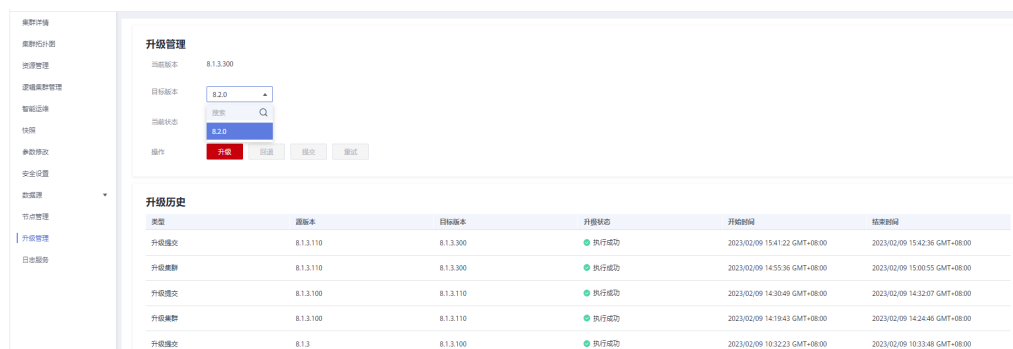 集群详情
集群拓扑图
资源管理
逻辑集群管理
智能运维
快照
参数修改
安全设置
数据源
节点管理
升级管理
日志服务
升级管理
当前版本 8.1.3.300
目标版本 8.2.0
搜索
当前状态
8.2.0
操作 升级 回退 提交 重试
升级历史
类型 源版本 目标版本 升级状态 开始时间 结束时间
升级提交 8.1.3.110 8.1.3.300 执行成功 2023/02/09 15:41:22 GMT+08:00 2023/02/09 15:42:36 GMT+08:00
升级集群 8.1.3.110 8.1.3.300 执行成功 2023/02/09 14:55:36 GMT+08:00 2023/02/09 15:00:55 GMT+08:00
升级提交 8.1.3.100 8.1.3.110 执行成功 2023/02/09 14:30:49 GMT+08:00 2023/02/09 14:32:07 GMT+08:00
升级集群 8.1.3.100 8.1.3.110 执行成功 2023/02/09 14:19:43 GMT+08:00 2023/02/09 14:24:46 GMT+08:00
升级提交 8.1.3 8.1.3.100 执行成功 2023/02/09 10:32:23 GMT+08:00 2023/02/09 10:33:48 GMT+08:00